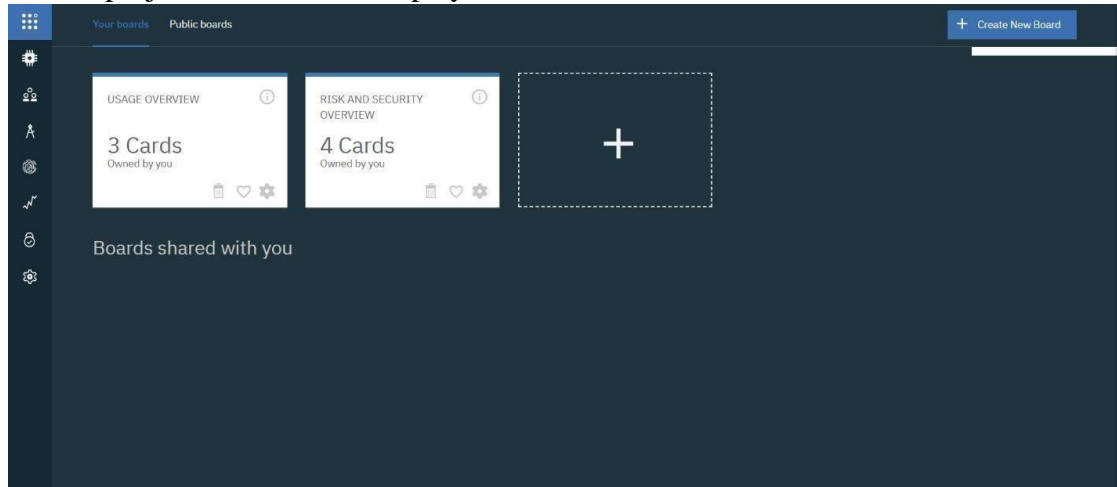 Your boards Public boards
+ Create New Board
USAGE OVERVIEW
3 Cards
Owned by you
RISK AND SECURITY
OVERVIEW
4 Cards
Owned by you
Boards shared with you